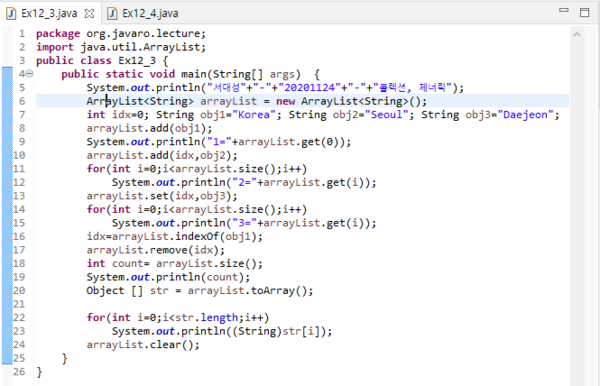 Ex12_3.java Ex12_4.java
1 package org.javaro.lecture;
2 import java.util.ArrayList;
3 public class Ex12_3 {
4 public static void main(String[] args) {
5 System.out.println("서대성"+"-"+"20201124"+"-"+"콜렉션, 제너릭");
6 ArrayList<String> arrayList = new ArrayList<String>();
7 int idx=0; String obj1="Korea"; String obj2="Seoul"; String obj3="Daejeon";
8 arrayList.add(obj1);
9 System.out.println("1="+arrayList.get(0));
10 arrayList.add(idx,obj2);
11 for(int i=0;i<arrayList.size();i++)
12 System.out.println("2="+arrayList.get(i));
13 arrayList.set(idx,obj3);
14 for(int i=0;i<arrayList.size();i++)
15 System.out.println("3="+arrayList.get(i));
16 idx=arrayList.indexOf(obj1);
17 arrayList.remove(idx);
18 int count= arrayList.size();
19 System.out.println(count);
20 Object [] str = arrayList.toArray();
21
22 for(int i=0;i<str.length;i++)
23 System.out.println((String)str[i]);
24 arrayList.clear();
25 }
26 }